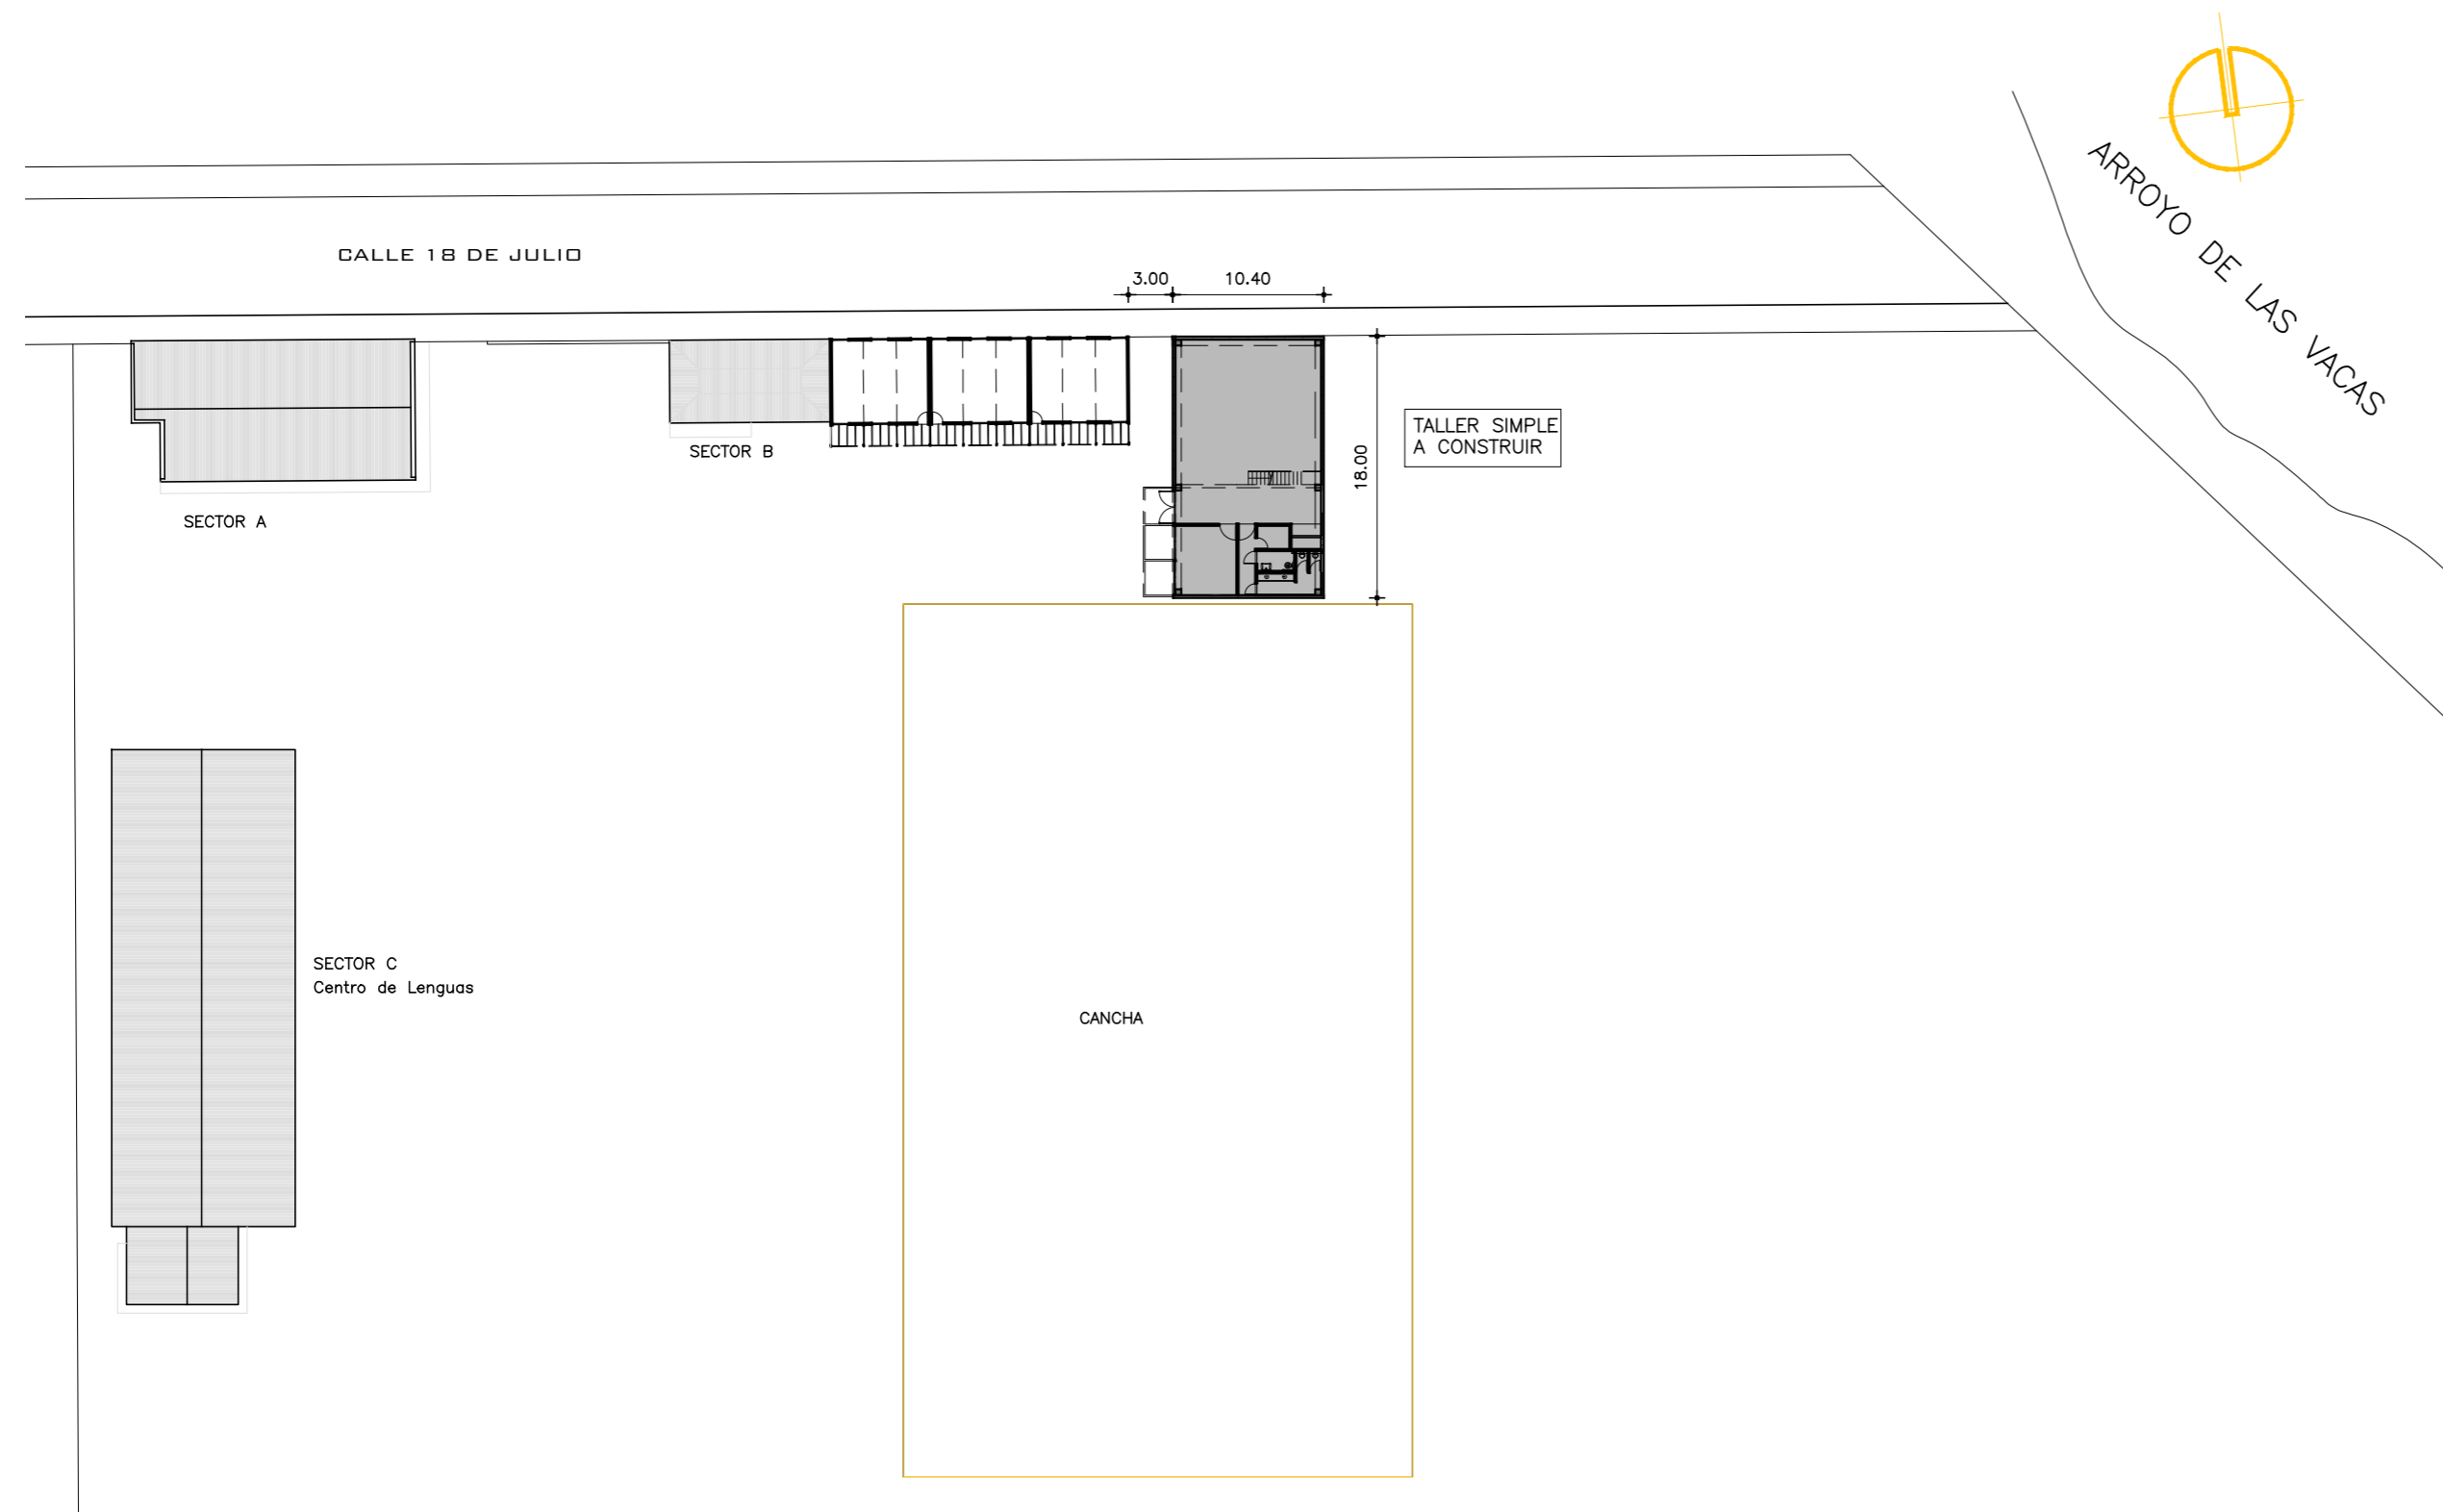 ARROYO DE LAS VACAS
CALLE 18 DE JULIO
3.00
10.40
TALLER SIMPLE
A CONSTRUIR
18.00
SECTOR B
SECTOR A
SECTOR C
Centro de Lenguas
CANCHA